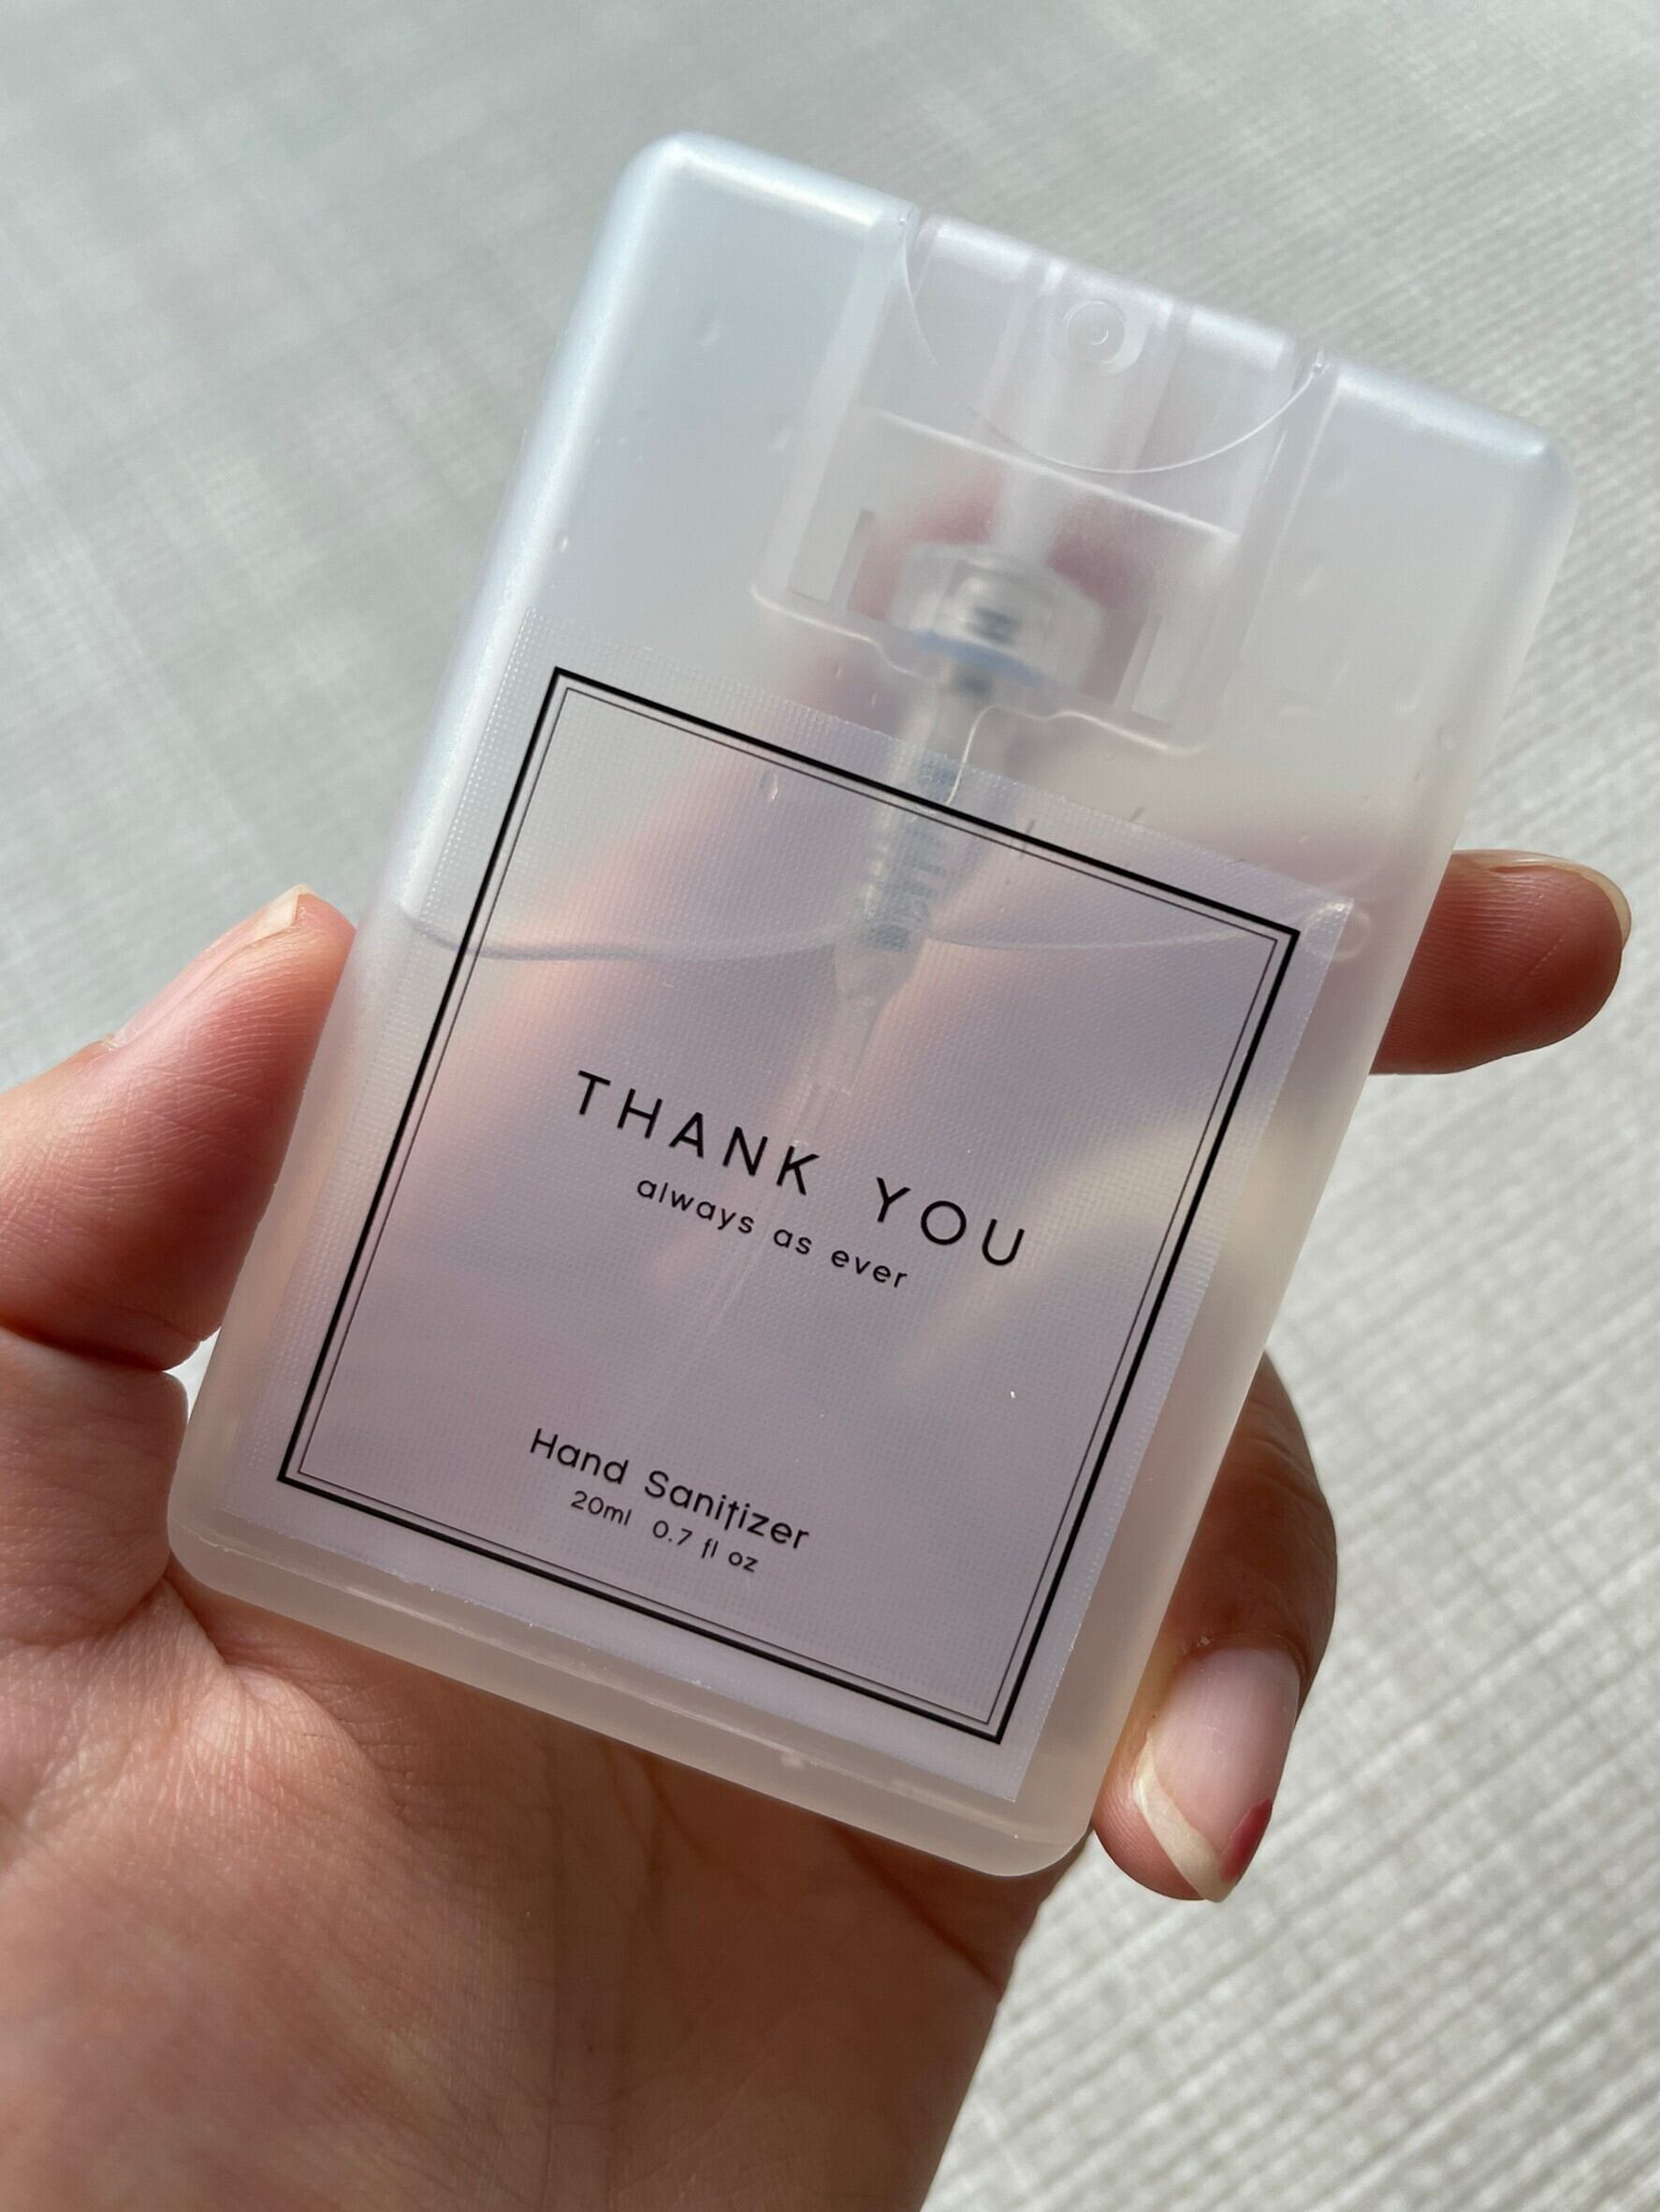 THANK YOU
always as ever
Hand Sanitizer
20ml 0.7 fl oz